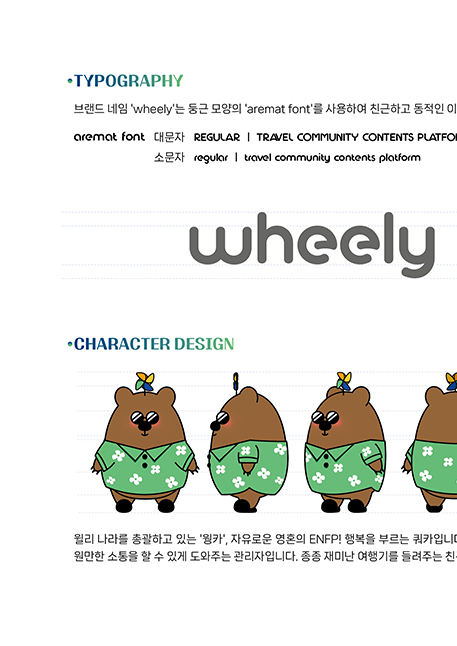 TYPOGRAPHY
브랜드 네임 'wheely'는 둥근 모양의 'aremat font'를 사용하여 친근하고 동적인 이
aremat font 대문자 REGULAR | TRAVEL COMMUNITY CONTENTS PLATFO
소문자 regular | travel community contents platform
wheely
CHARACTER DESIGN
윌리 나라를 총괄하고 있는 '윙카', 자유로운 영혼의 ENFP! 행복을 부르는 쿼카입니다
원만한 소통을 할 수 있게 도와주는 관리자입니다. 종종 재미난 여행기를 들려주는 친